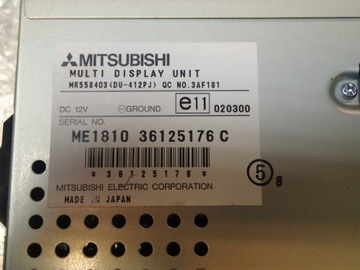 MITSUBISHI
MULTI DISPLAY UNIT
MR558403(DU-412PJ) QC NO.3AF181
DC 12V ⊖GROUND e11 020300
SERIAL NO.
ME1810 36125176 C
* 36125176 *
5 8
MITSUBISHI ELECTRIC CORPORATION
MADE IN JAPAN